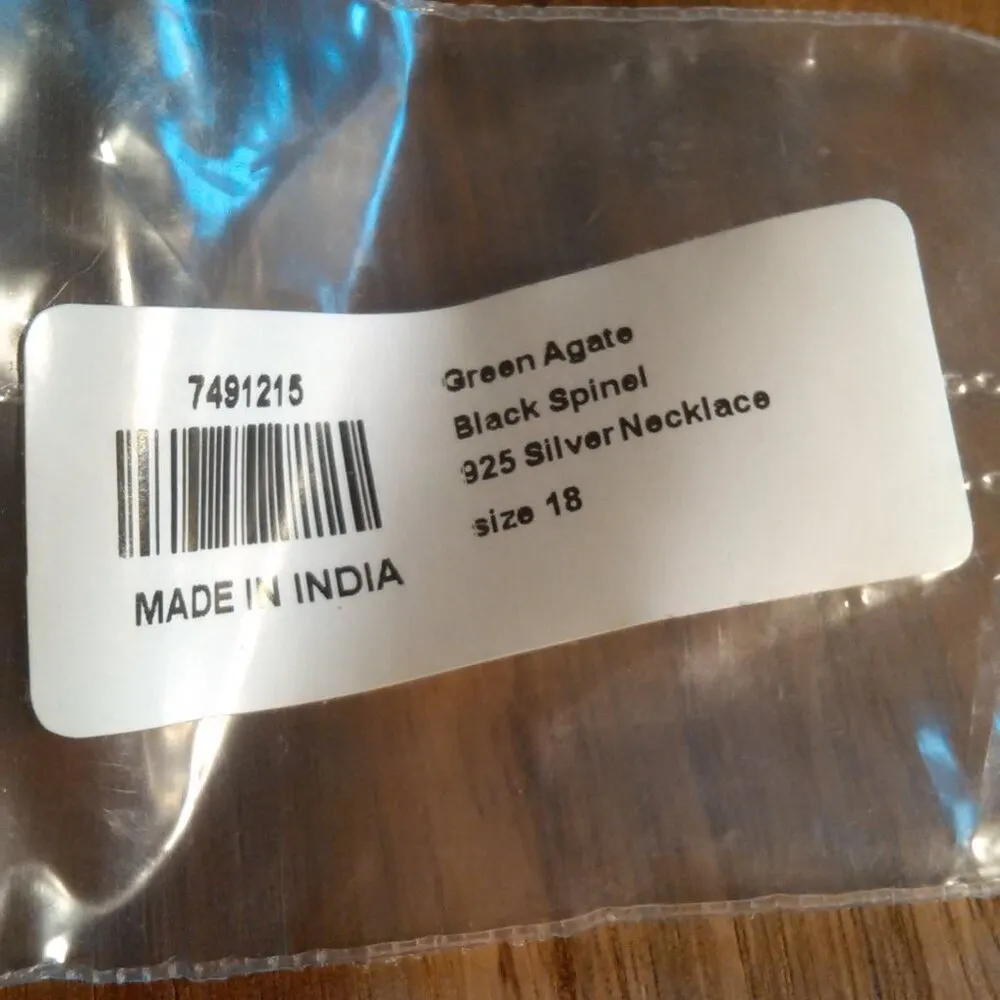 7491215
MADE IN INDIA
Green Agate
Black Spinel
925 Silver Necklace
size 18